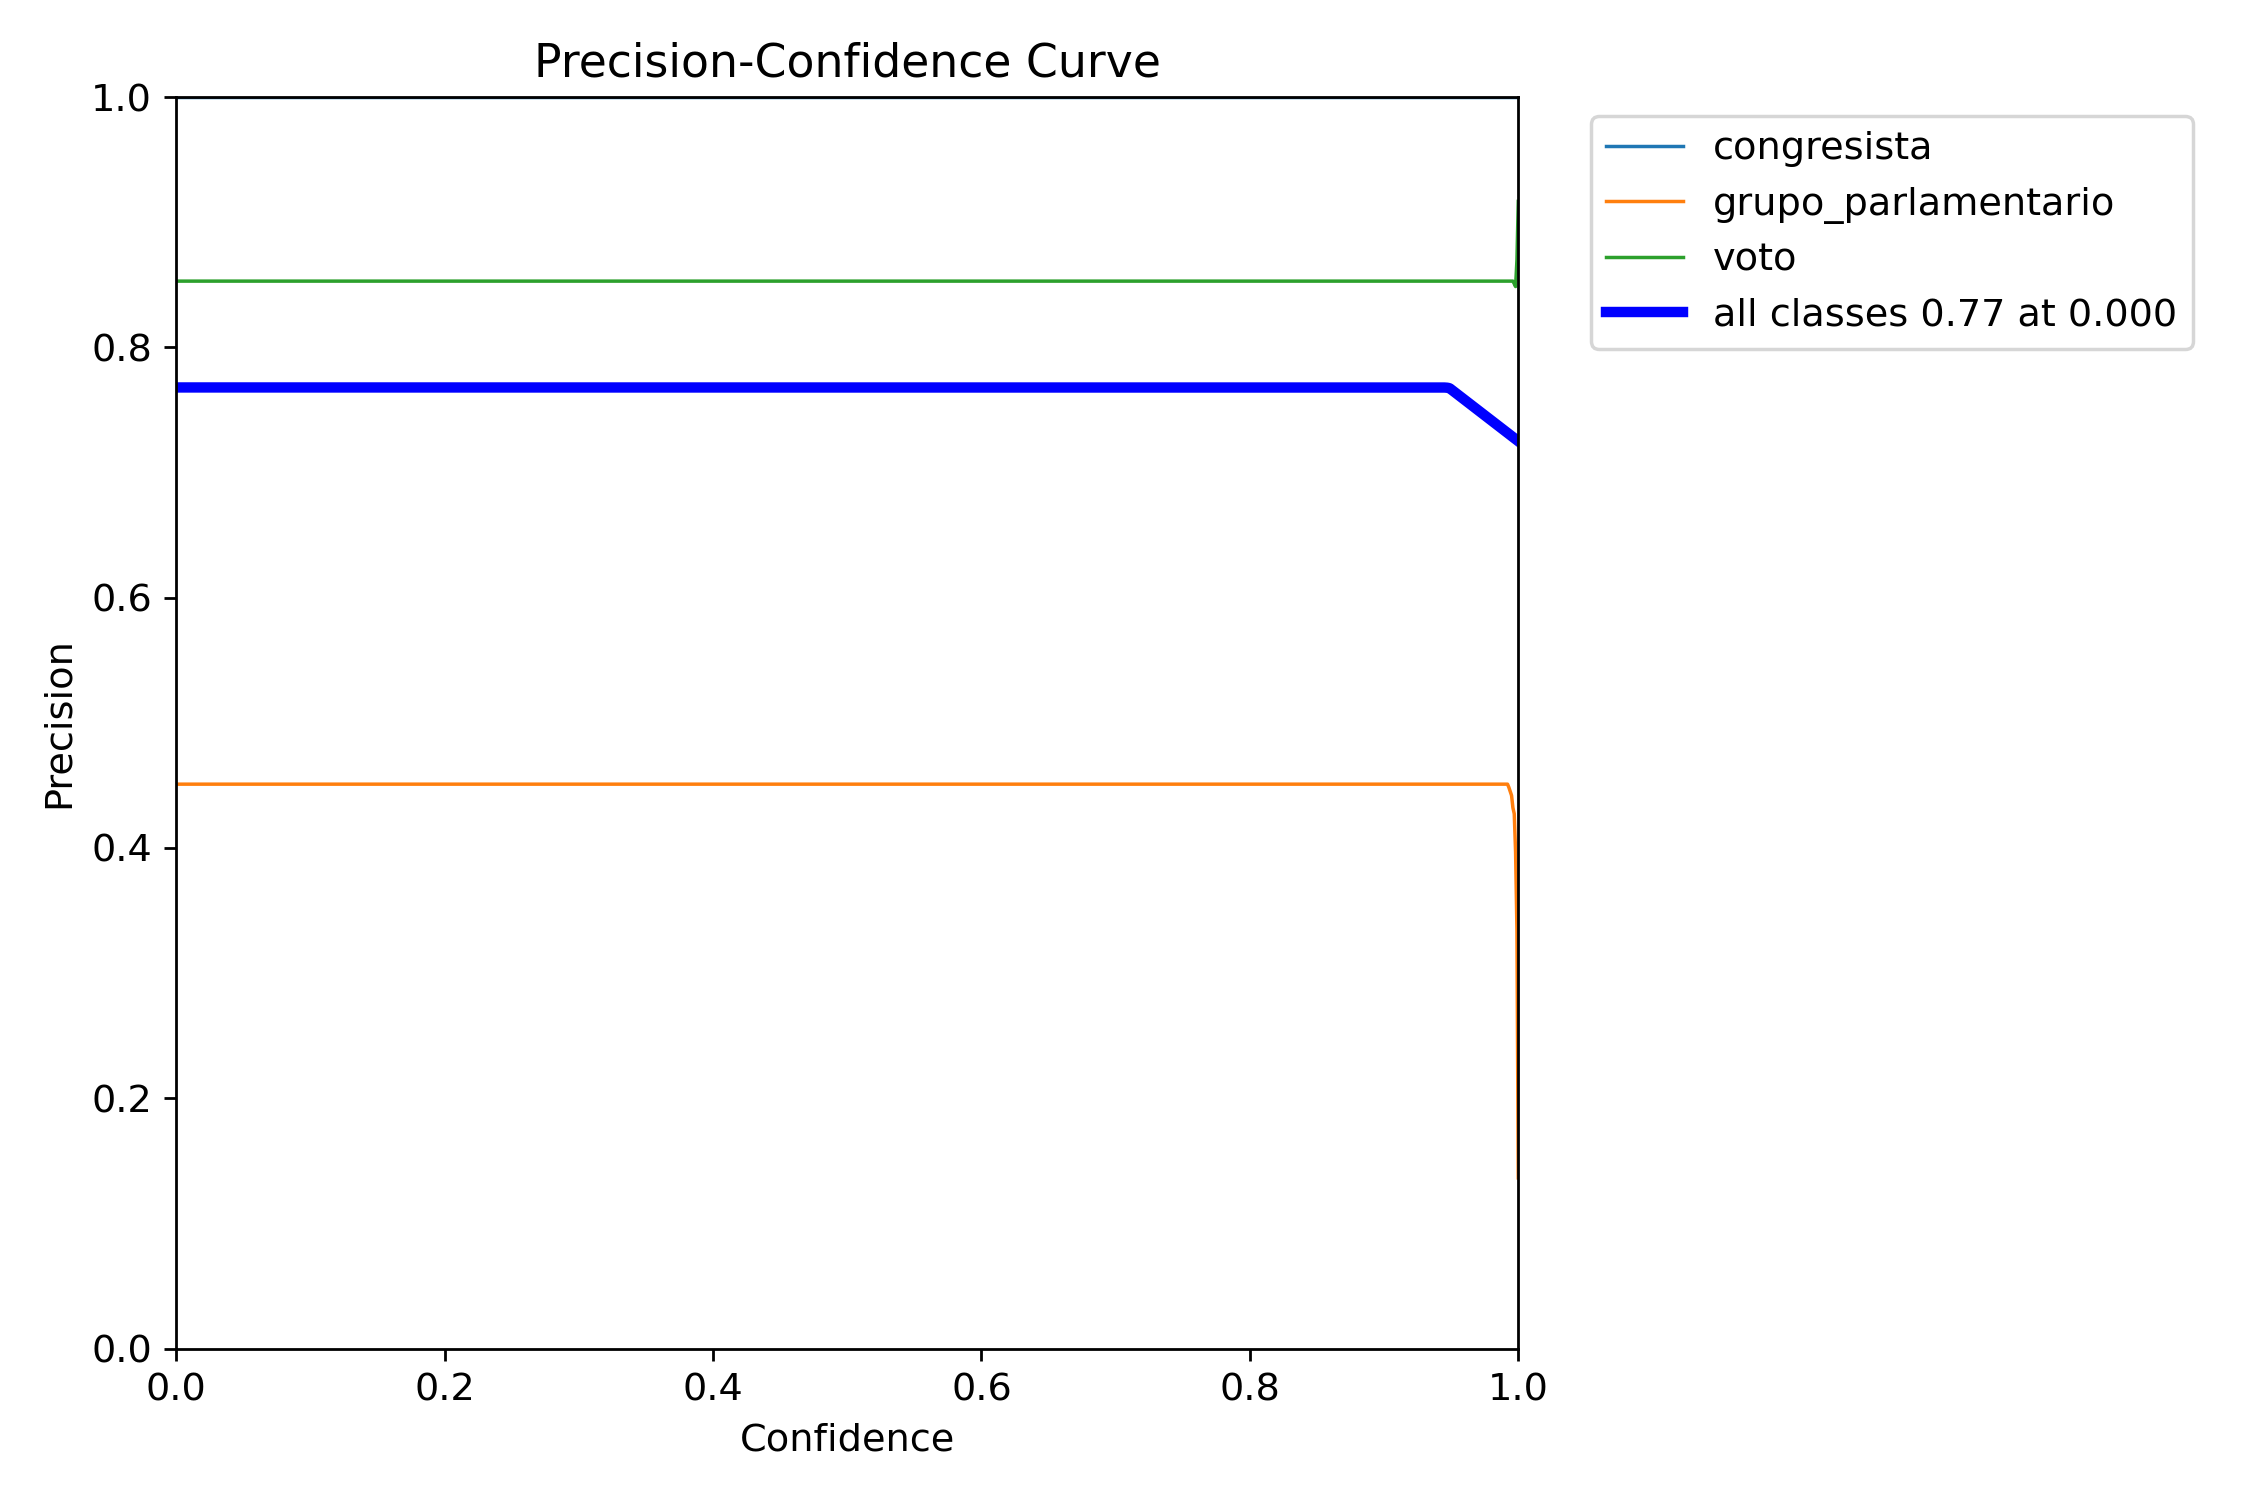 Precision-Confidence Curve
1.0
0.8
0.6
0.4
0.2
0.0
Precision
0.0 0.2 0.4 0.6 0.8 1.0
Confidence
congresista
grupo_parlamentario
voto
all classes 0.77 at 0.000